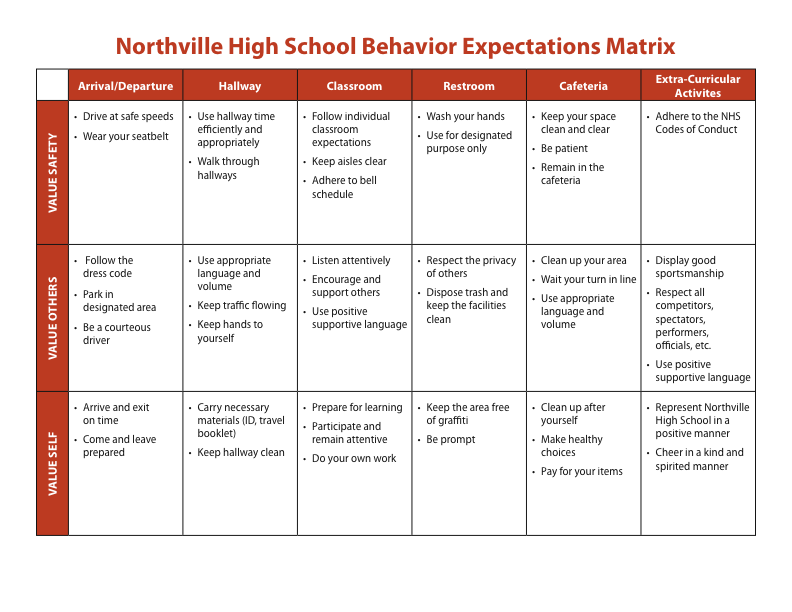 Northville High School Behavior Expectations Matrix
Arrival/Departure
Hallway
Classroom
Restroom
Cafeteria
Extra-Curricular
Activites
VALUE SAFETY
• Drive at safe speeds
• Wear your seatbelt
• Use hallway time
efficiently and
appropriately
• Walk through
hallways
• Follow individual
classroom
expectations
• Keep aisles clear
• Adhere to bell
schedule
• Wash your hands
• Use for designated
purpose only
• Keep your space
clean and clear
• Be patient
• Remain in the
cafeteria
• Adhere to the NHS
Codes of Conduct
VALUE OTHERS
• Follow the
dress code
• Park in
designated area
• Be a courteous
driver
• Use appropriate
language and
volume
• Keep traffic flowing
• Keep hands to
yourself
• Listen attentively
• Encourage and
support others
• Use positive
supportive language
• Respect the privacy
of others
• Dispose trash and
keep the facilities
clean
• Clean up your area
• Wait your turn in line
• Use appropriate
language and
volume
• Display good
sportsmanship
• Respect all
competitors,
spectators,
performers,
officials, etc.
• Use positive
supportive language
VALUE SELF
• Arrive and exit
on time
• Come and leave
prepared
• Carry necessary
materials (ID, travel
booklet)
• Keep hallway clean
• Prepare for learning
• Participate and
remain attentive
• Do your own work
• Keep the area free
of graffiti
• Be prompt
• Clean up after
yourself
• Make healthy
choices
• Pay for your items
• Represent Northville
High School in a
positive manner
• Cheer in a kind and
spirited manner